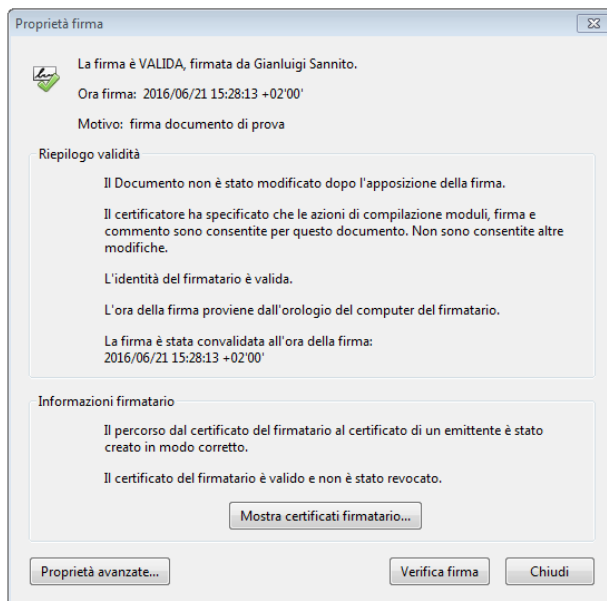 Proprietà firma
La firma è VALIDA, firmata da Gianluigi Sannito.
Ora firma: 2016/06/21 15:28:13 +02'00'
Motivo: firma documento di prova
Riepilogo validità
Il Documento non è stato modificato dopo l'apposizione della firma.
Il certificatore ha specificato che le azioni di compilazione moduli, firma e
commento sono consentite per questo documento. Non sono consentite altre
modifiche.
L'identità del firmatario è valida.
L'ora della firma proviene dall'orologio del computer del firmatario.
La firma è stata convalidata all'ora della firma:
2016/06/21 15:28:13 +02'00'
Informazioni firmatario
Il percorso dal certificato del firmatario al certificato di un emittente è stato
creato in modo corretto.
Il certificato del firmatario è valido e non è stato revocato.
Mostra certificati firmatario...
Proprietà avanzate...
Verifica firma
Chiudi